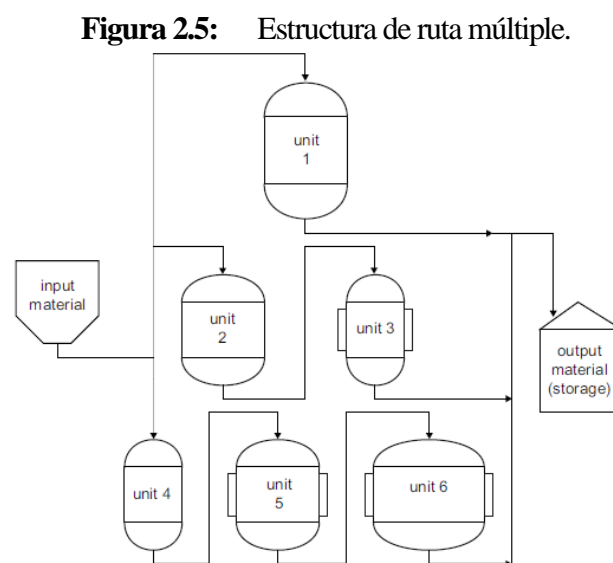 Figura 2.5: Estructura de ruta múltiple.
unit
1
input
material
unit
2
unit 3
output
material
(storage)
unit 4
unit
5
unit 6